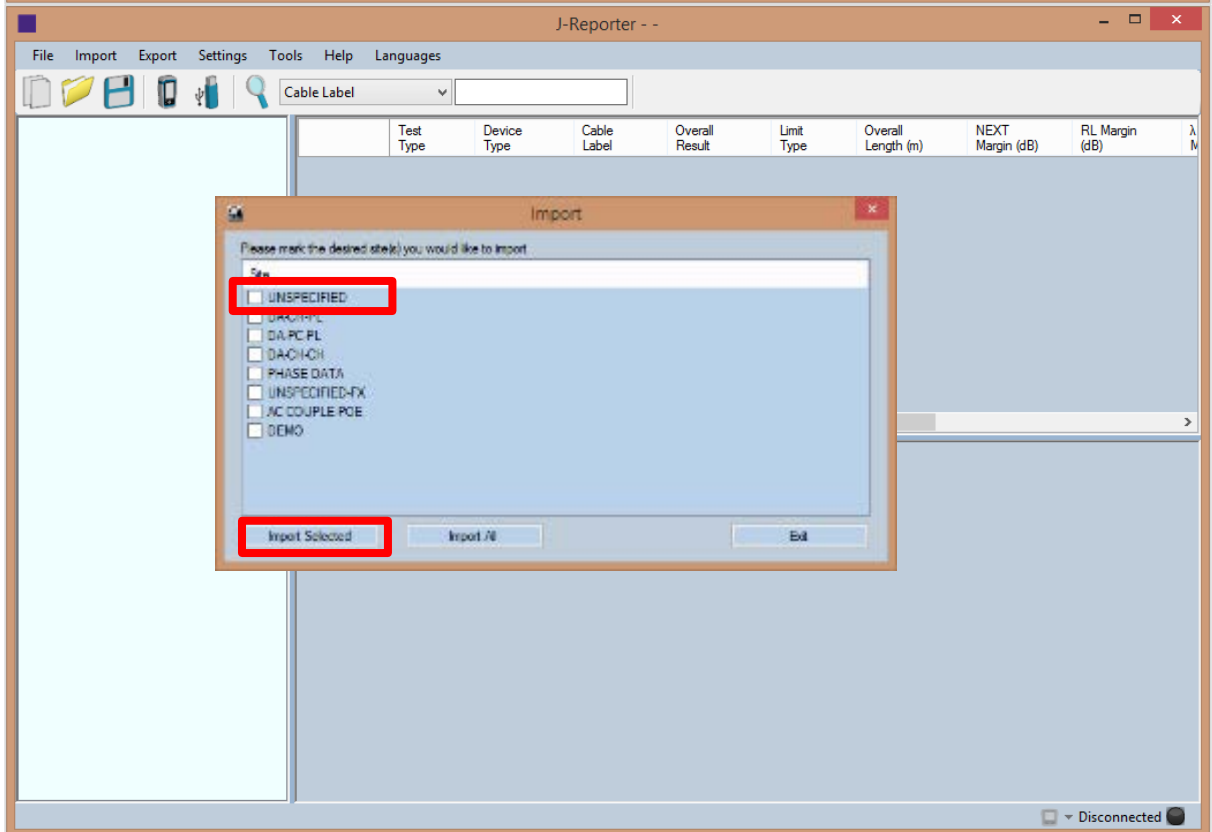 J-Reporter - -
File Import Export Settings Tools Help Languages
Cable Label
Test Type Device Type Cable Label Overall Result Limit Type Overall Length (m) NEXT Margin (dB) RL Margin (dB) λ M
Import
Please mark the desired site(s) you would like to import
Site
UNSPECIFIED
DA-CH-PL
DA-PC-PL
DA-CH-CH
PHASE DATA
UNSPECIFIED-FX
AC COUPLE POE
DEMO
Import Selected Import All Exit
Disconnected